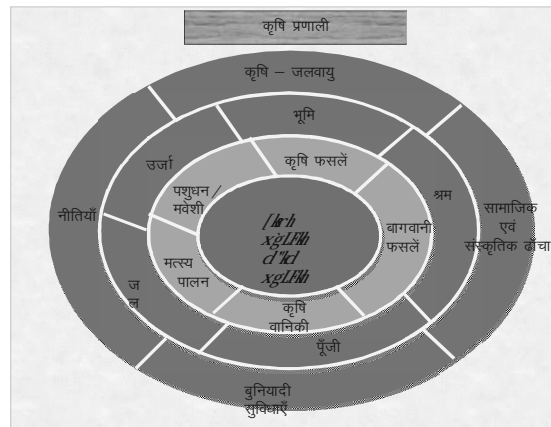 कृषि प्रणाली
कृषि – जलवायु
भूमि
उर्जा
कृषि फसलें
पशुधन /
मवेशी
श्रम
नीतियाँ
सामाजिक
एवं
संस्कृतिक ढाँचा
बागवानी
फसलें
मत्स्य
पालन
ज
ल
कृषि
वानिकी
पूँजी
बुनियादी
सुविधाएँ